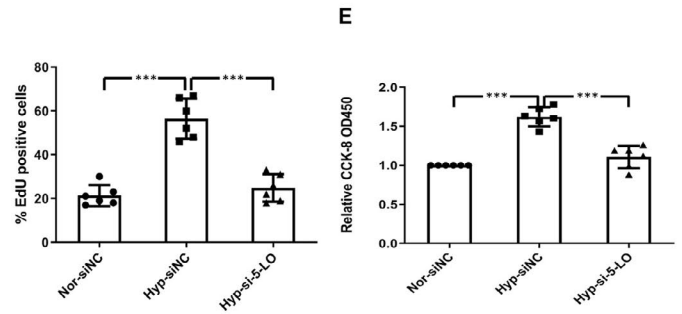 E
% EdU positive cells
80
60
40
20
0
***
***
Nor-siNC
Hyp-siNC
Hyp-si-5-LO
Relative CCK-8 OD450
2.0
1.5
1.0
0.5
0.0
***
***
Nor-siNC
Hyp-siNC
Hyp-si-5-LO